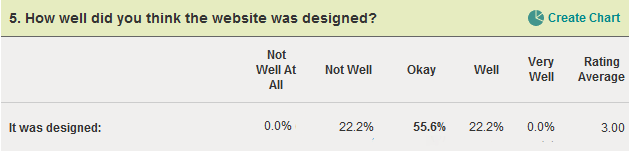 5. How well did you think the website was designed? Create Chart
Not Well At All Not Well Okay Well Very Well Rating Average
It was designed: 0.0% 22.2% 55.6% 22.2% 0.0% 3.00